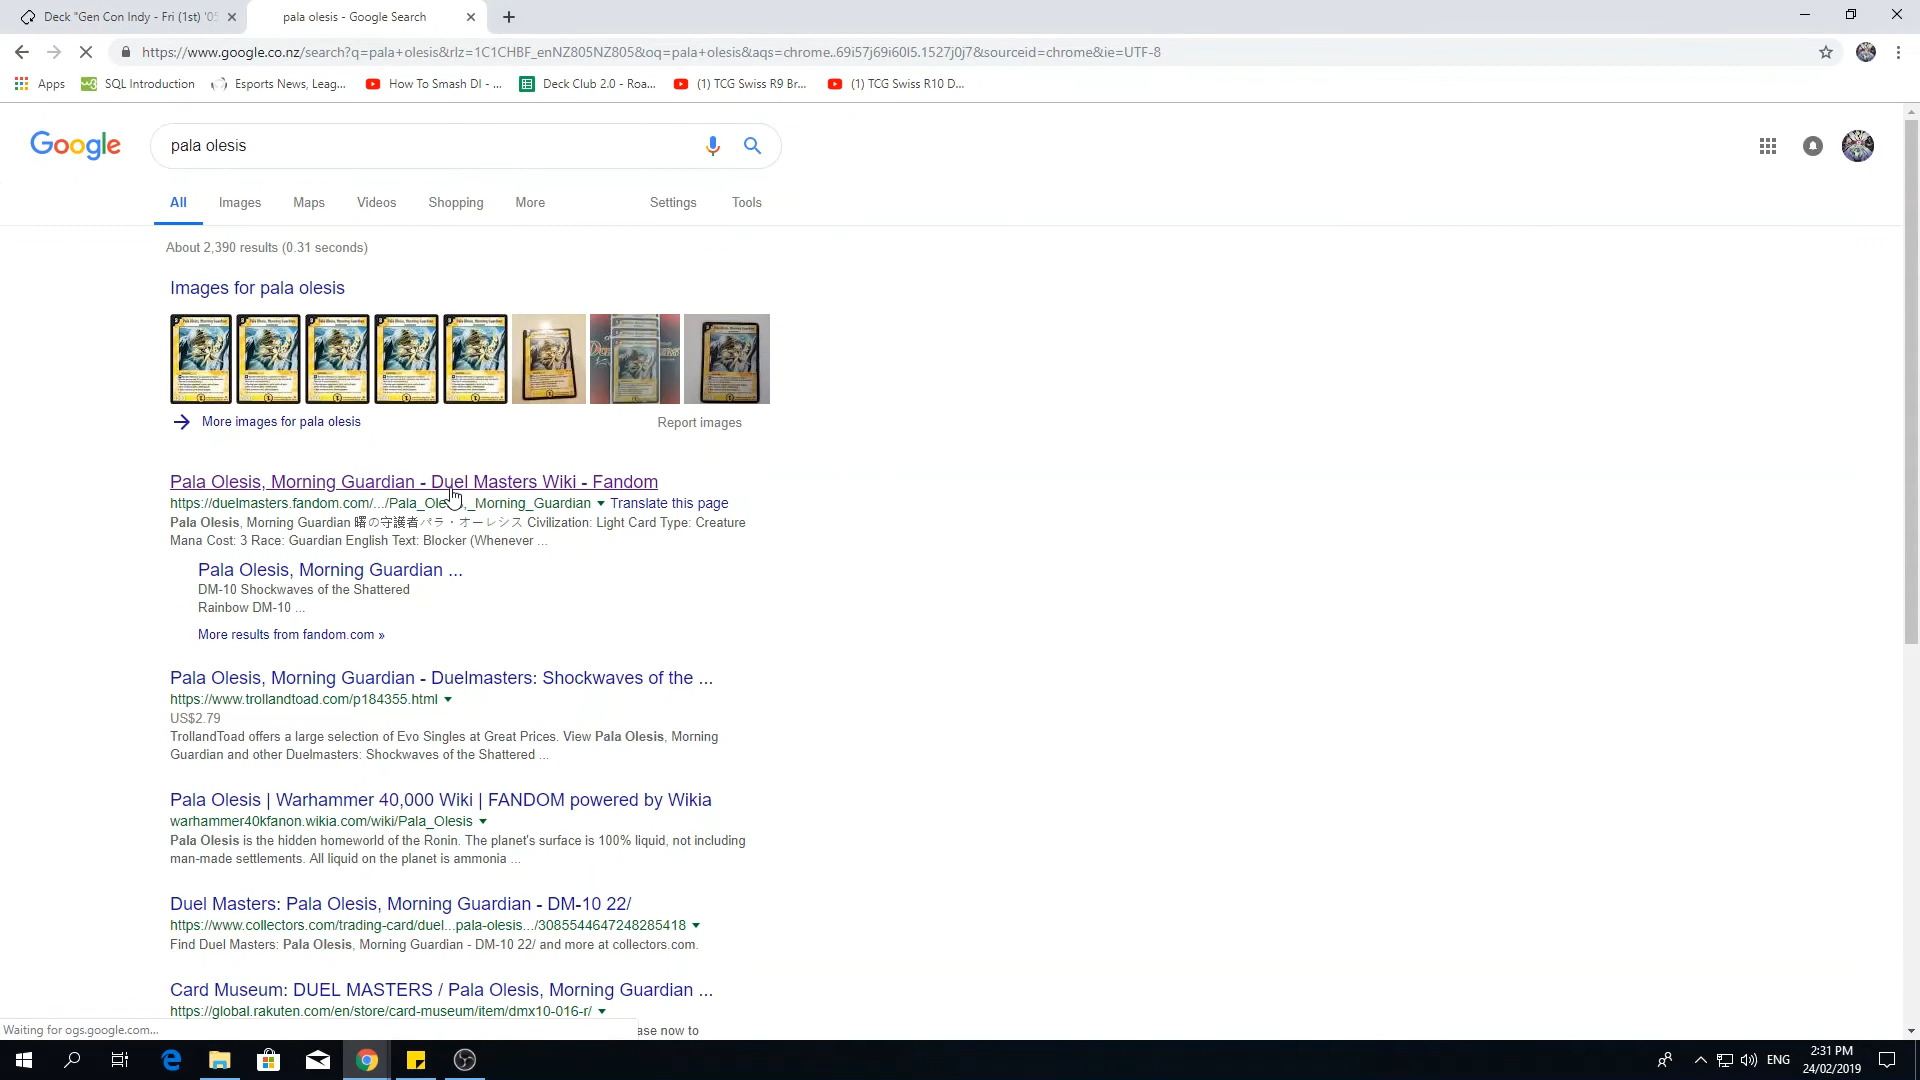 Deck "Gen Con Indy - Fri (1st) '05
pala olesis - Google Search
https://www.google.co.nz/search?q=pala+olesis&rlz=1C1CHBF_enNZ805NZ805&oq=pala+olesis&aqs=chrome..69i57j69i60l5.1527j0j7&sourceid=chrome&ie=UTF-8
Apps SQL Introduction Esports News, Leag... How To Smash DI - ... Deck Club 2.0 - Roa... (1) TCG Swiss R9 Br... (1) TCG Swiss R10 D...
Google
pala olesis
All Images Maps Videos Shopping More Settings Tools
About 2,390 results (0.31 seconds)
Images for pala olesis
More images for pala olesis
Report images
Pala Olesis, Morning Guardian - Duel Masters Wiki - Fandom
https://duelmasters.fandom.com/.../Pala_Olesis,_Morning_Guardian ▼ Translate this page
Pala Olesis, Morning Guardian 曙の守護者パラ・オーレシス Civilization: Light Card Type: Creature
Mana Cost: 3 Race: Guardian English Text: Blocker (Whenever ...
Pala Olesis, Morning Guardian ...
DM-10 Shockwaves of the Shattered
Rainbow DM-10 ...
More results from fandom.com »
Pala Olesis, Morning Guardian - Duelmasters: Shockwaves of the ...
https://www.trollandtoad.com/p184355.html ▼
US$2.79
TrollandToad offers a large selection of Evo Singles at Great Prices. View Pala Olesis, Morning
Guardian and other Duelmasters: Shockwaves of the Shattered ...
Pala Olesis | Warhammer 40,000 Wiki | FANDOM powered by Wikia
warhammer40kfanon.wikia.com/wiki/Pala_Olesis ▼
Pala Olesis is the hidden homeworld of the Ronin. The planet's surface is 100% liquid, not including
man-made settlements. All liquid on the planet is ammonia ...
Duel Masters: Pala Olesis, Morning Guardian - DM-10 22/
https://www.collectors.com/trading-card/duel...pala-olesis.../3085544647248285418 ▼
Find Duel Masters: Pala Olesis, Morning Guardian - DM-10 22/ and more at collectors.com.
Card Museum: DUEL MASTERS / Pala Olesis, Morning Guardian ...
https://global.rakuten.com/en/store/card-museum/item/dmx10-016-r/ ▼
Waiting for ogs.google.com...
ase now to
ENG
2:31 PM
24/02/2019